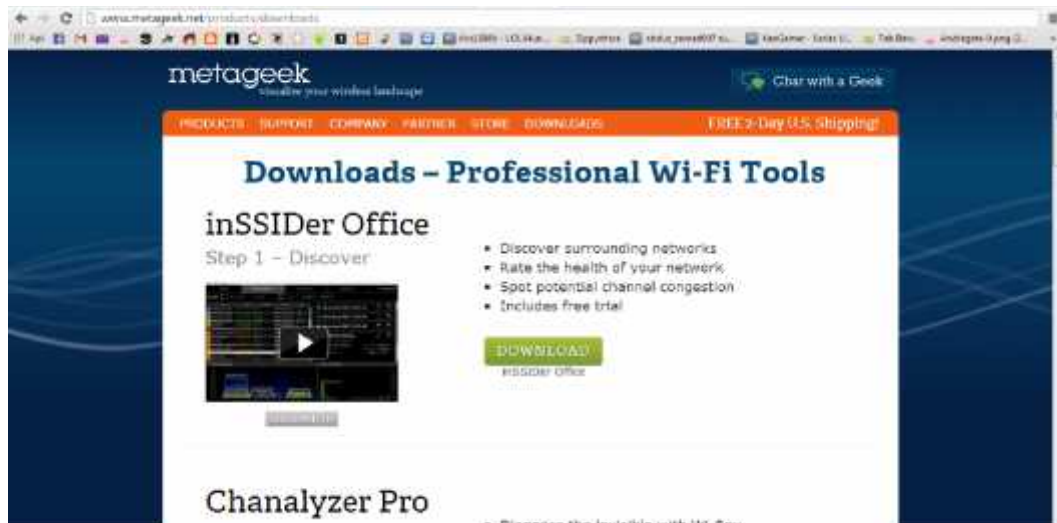 www.metageek.net/products/downloads
metageek
visualize your wireless landscape
Chat with a Geek
PRODUCTS SUPPORT COMPANY PARTNER STORE DOWNLOADS
FREE 2-Day U.S. Shipping!
Downloads – Professional Wi-Fi Tools
inSSIDer Office
Step 1 – Discover
• Discover surrounding networks
• Rate the health of your network
• Spot potential channel congestion
• Includes free trial
DOWNLOAD
inSSIDer Office
Chanalyzer Pro